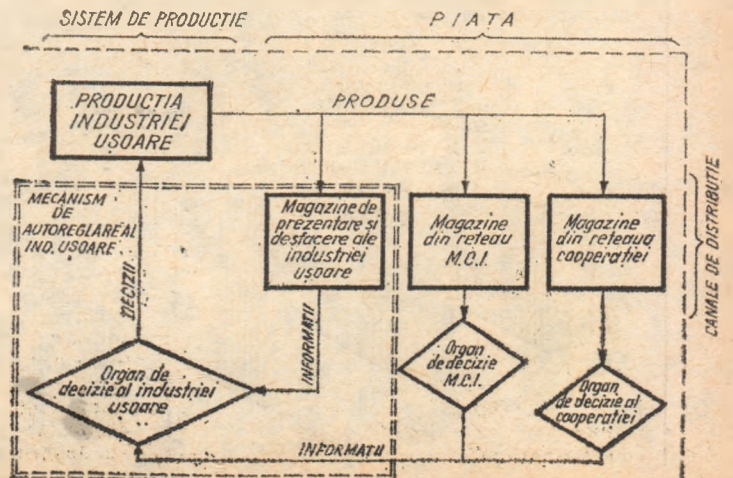 SISTEM DE PRODUCTIE
PIATA
PRODUCTIA
INDUSTRIEI
USOARE
PRODUSE
CANALE DE DISTRIBUTIE
MECANISM
DE
AUTOREGLARE AL
IND. USOARE
Magazine de
prezentare si
desfacere ale
industriei
usoare
Magazine
din reteau
M.C.I.
Magazine
din reteaua
cooperatiei
DECIZII
INFORMATII
Organ de
decizie al industriei
usoare
Organ
de decizie
M.C.I.
Organ
de decizie al
cooperatiei
INFORMATII